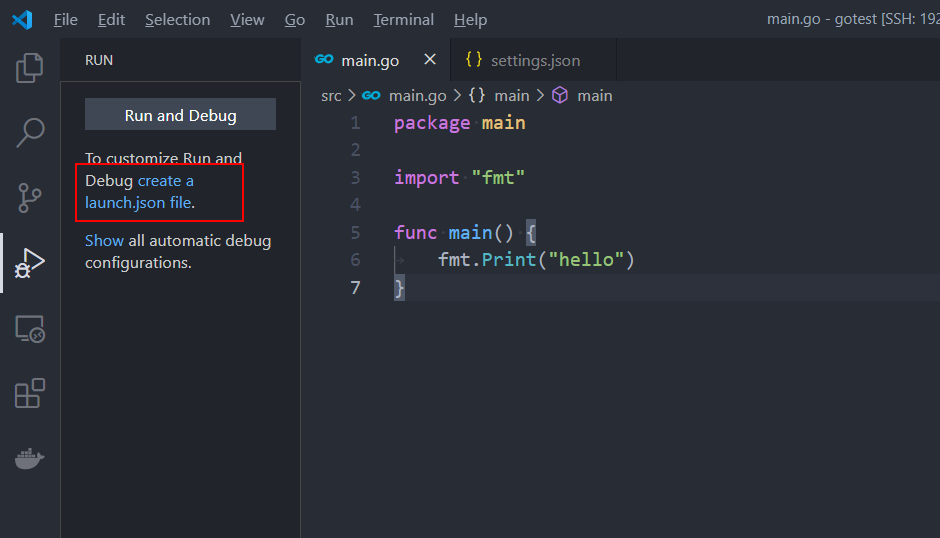 File Edit Selection View Go Run Terminal Help main.go - gotest [SSH: 192
RUN
GO main.go × {} settings.json
Run and Debug
src > GO main.go > {} main > main
To customize Run and
Debug create a
launch.json file.
Show all automatic debug
configurations.
1 package main
2
3 import "fmt"
4
5 func main() {
6 fmt.Print("hello")
7 }